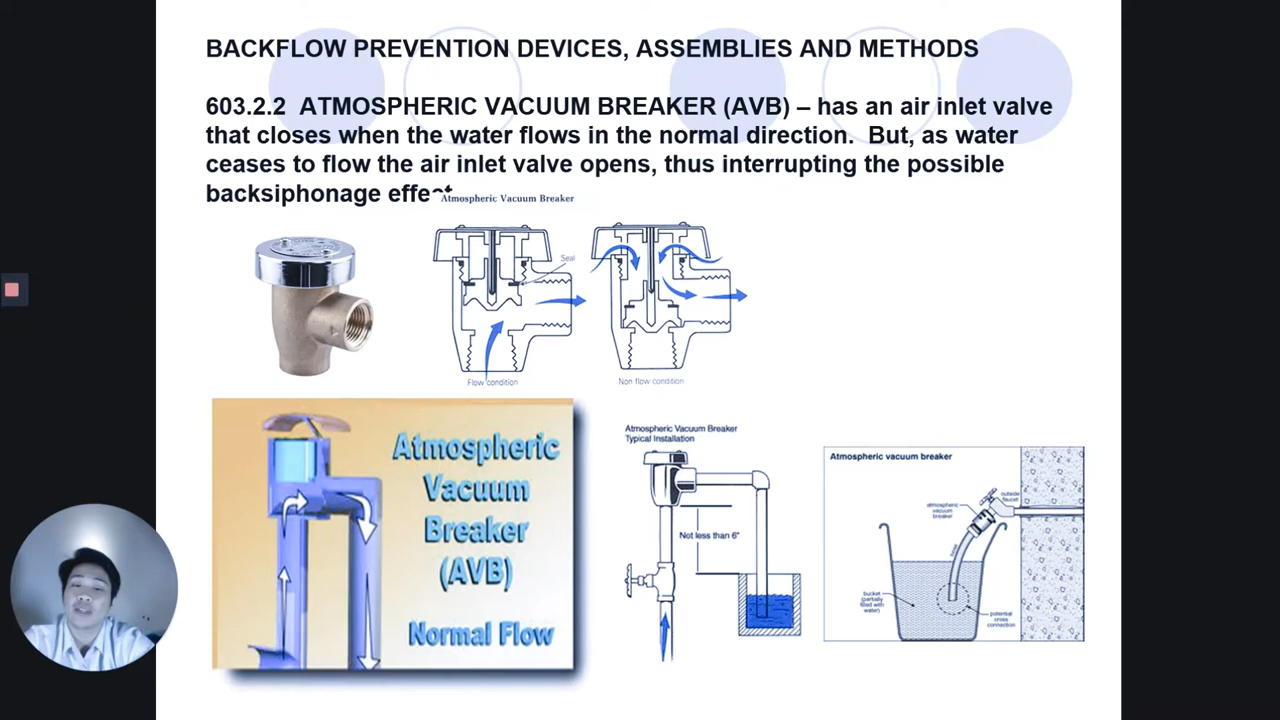 BACKFLOW PREVENTION DEVICES, ASSEMBLIES AND METHODS
603.2.2 ATMOSPHERIC VACUUM BREAKER (AVB) – has an air inlet valve
that closes when the water flows in the normal direction. But, as water
ceases to flow the air inlet valve opens, thus interrupting the possible
backsiphonage effect
Atmospheric Vacuum Breaker
Seal
Flow condition
Non flow condition
Atmospheric
Vacuum
Breaker
(AVB)
Normal Flow
Atmospheric Vacuum Breaker
Typical Installation
Not less than 6"
Atmospheric vacuum breaker
outside
faucet
atmospheric
vacuum
breaker
bucket
(partially
filled with
water)
potential
cross
connection